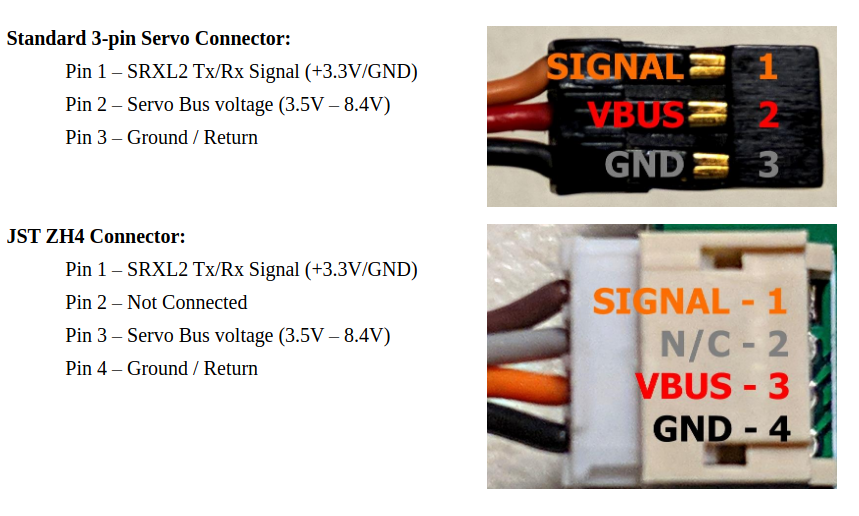 Standard 3-pin Servo Connector:
Pin 1 – SRXL2 Tx/Rx Signal (+3.3V/GND)
Pin 2 – Servo Bus voltage (3.5V – 8.4V)
Pin 3 – Ground / Return
SIGNAL 1
VBUS 2
GND 3
JST ZH4 Connector:
Pin 1 – SRXL2 Tx/Rx Signal (+3.3V/GND)
Pin 2 – Not Connected
Pin 3 – Servo Bus voltage (3.5V – 8.4V)
Pin 4 – Ground / Return
SIGNAL - 1
N/C - 2
VBUS - 3
GND - 4